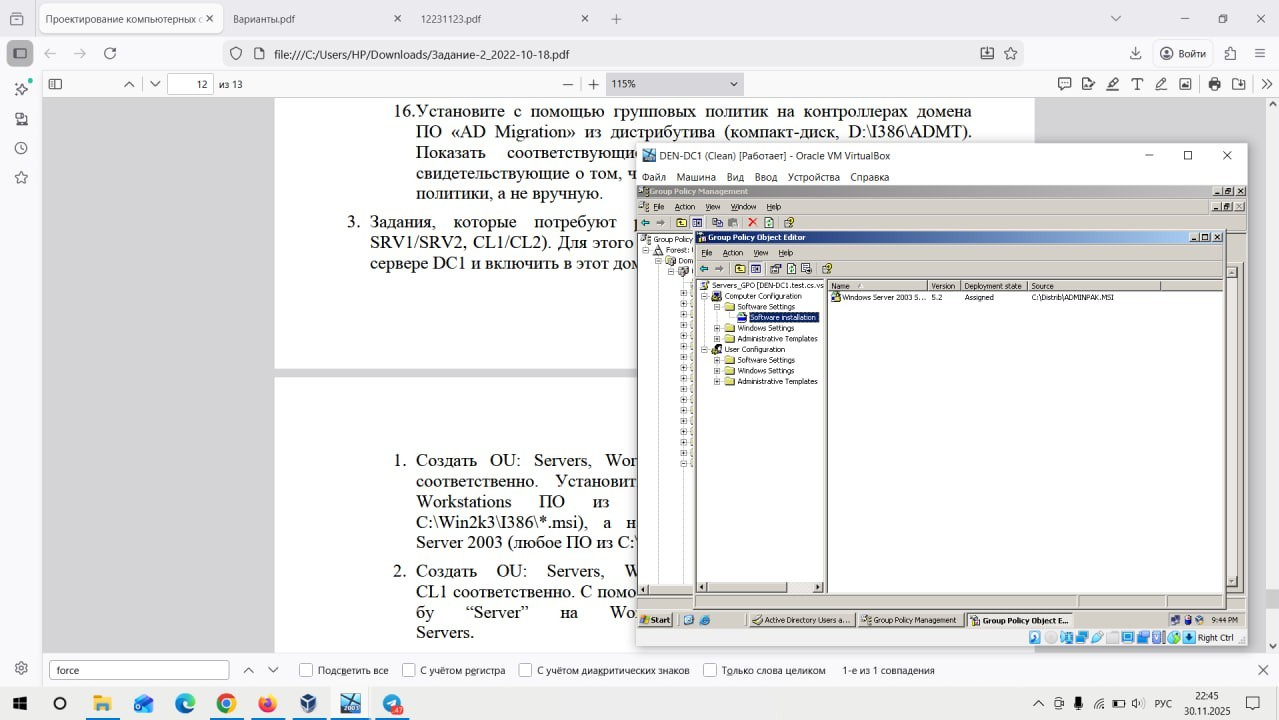 Проектирование компьютерных с
Варианты.pdf
12231123.pdf
file:///C:/Users/HP/Downloads/Задание-2_2022-10-18.pdf
Войти
12
из 13
115%
16.Установите с помощью групповых политик на контроллерах домена
ПО «AD Migration» из дистрибутива (компакт-диск, D:\I386\ADMT).
Показать соответствующи
свидетельствующие о том, ч
политики, а не вручную.
3. Задания, которые потребуют
SRV1/SRV2, CL1/CL2). Для этого
сервере DC1 и включить в этот дом
1. Создать OU: Servers, Wor
соответственно. Установит
Workstations ПО из
C:\Win2k3\I386\*.msi), а н
Server 2003 (любое ПО из C:\
2. Создать OU: Servers, W
CL1 соответственно. С помо
бу “Server” на Wor
Servers.
DEN-DC1 (Clean) [Работает] - Oracle VM VirtualBox
Файл Машина Вид Ввод Устройства Справка
Group Policy Management
File Action View Window Help
Group Policy
Forest:
Dom
Group Policy Object Editor
File Action View Help
Servers_GPO [DEN-DC1.test.cs.vs
Computer Configuration
Software Settings
Software installation
Windows Settings
Administrative Templates
User Configuration
Software Settings
Windows Settings
Administrative Templates
Name Version Deployment state Source
Windows Server 2003 S... 5.2 Assigned C:\Distrib\ADMINPAK.MSI
Start
Active Directory Users a...
Group Policy Management
Group Policy Object E...
9:44 PM
Right Ctrl
force
Подсветить все
С учётом регистра
С учётом диакритических знаков
Только слова целиком
1-е из 1 совпадения
РУС
22:45
30.11.2025